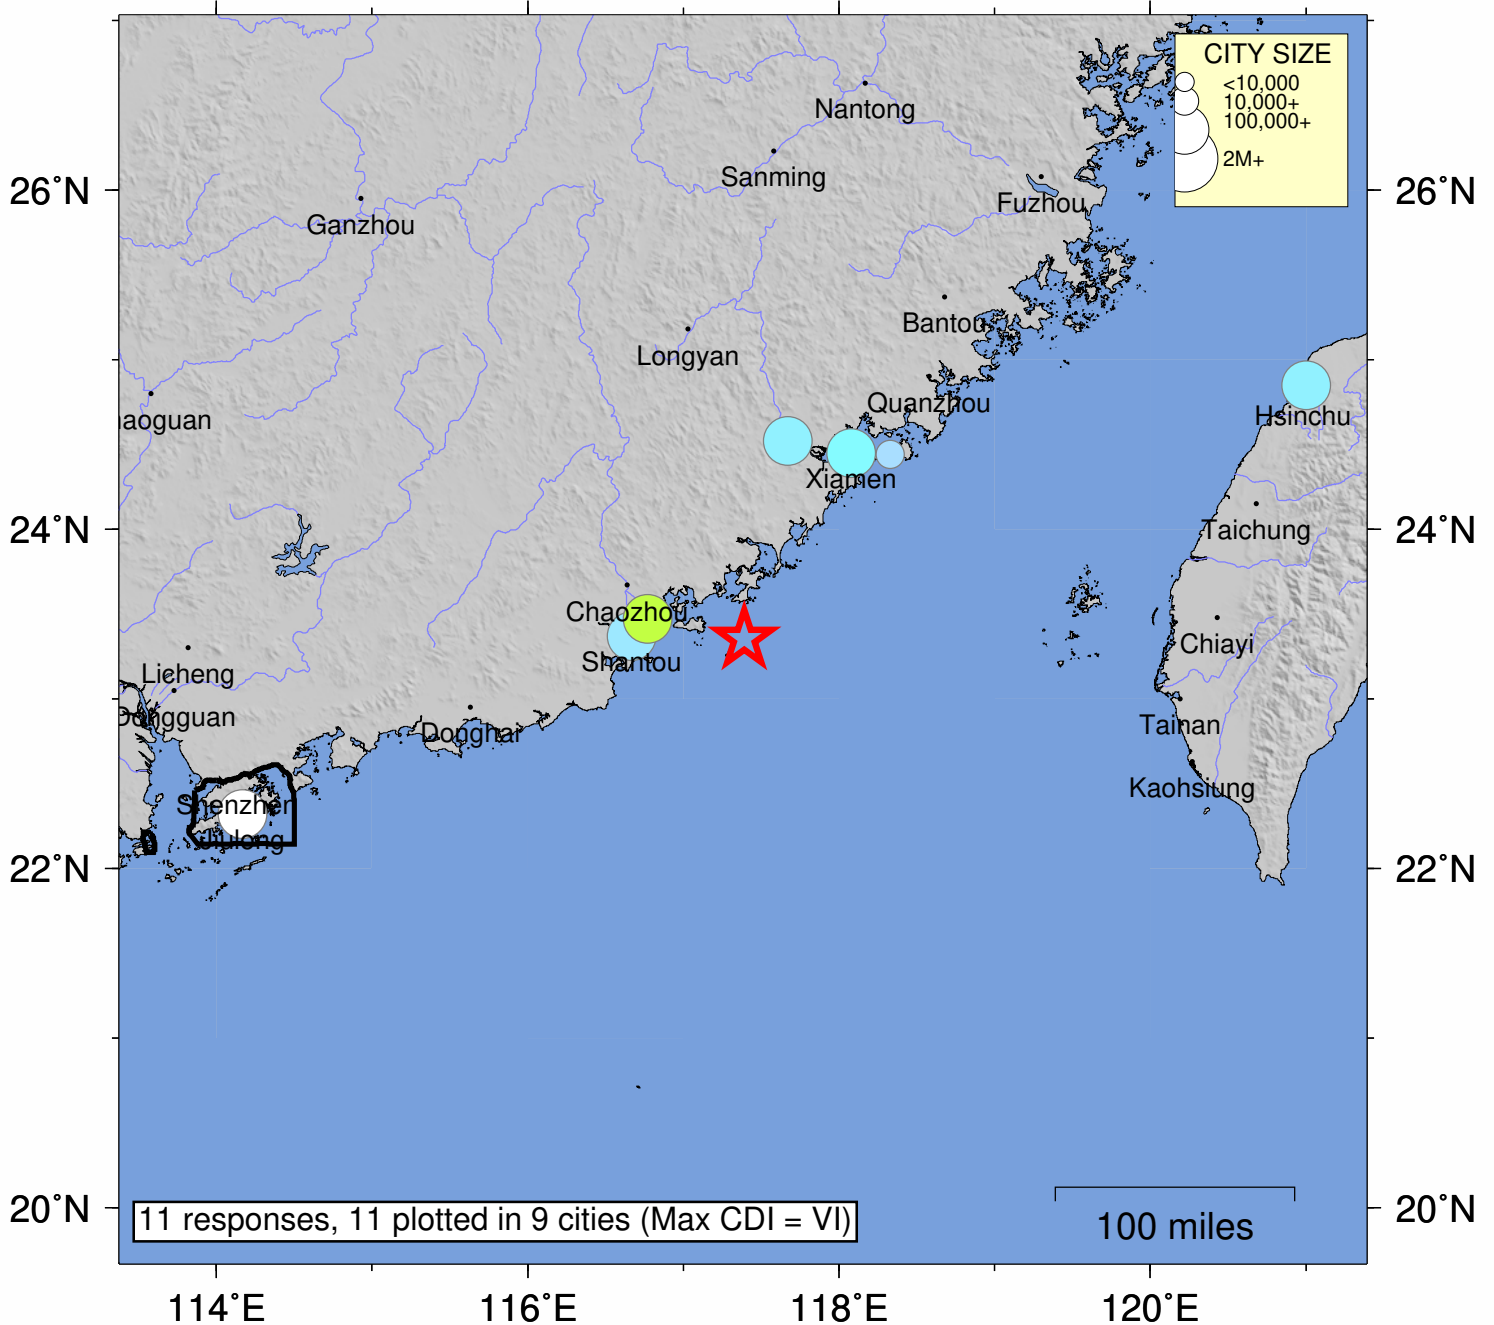 CITY SIZE
<10,000
10,000+
100,000+
2M+
Nantong
Sanming
26°N
26°N
Fuzhou
Ganzhou
Bantou
Longyan
Quanzhou
haoguan
Hsinchu
Xiamen
24°N
24°N
Taichung
Chaozhou
Chiayi
Shantou
Licheng
Dongguan
Tainan
Donghai
Kaohsiung
Shenzhen
Jiulong
22°N
22°N
20°N
20°N
11 responses, 11 plotted in 9 cities (Max CDI = VI)
100 miles
114°E
116°E
118°E
120°E